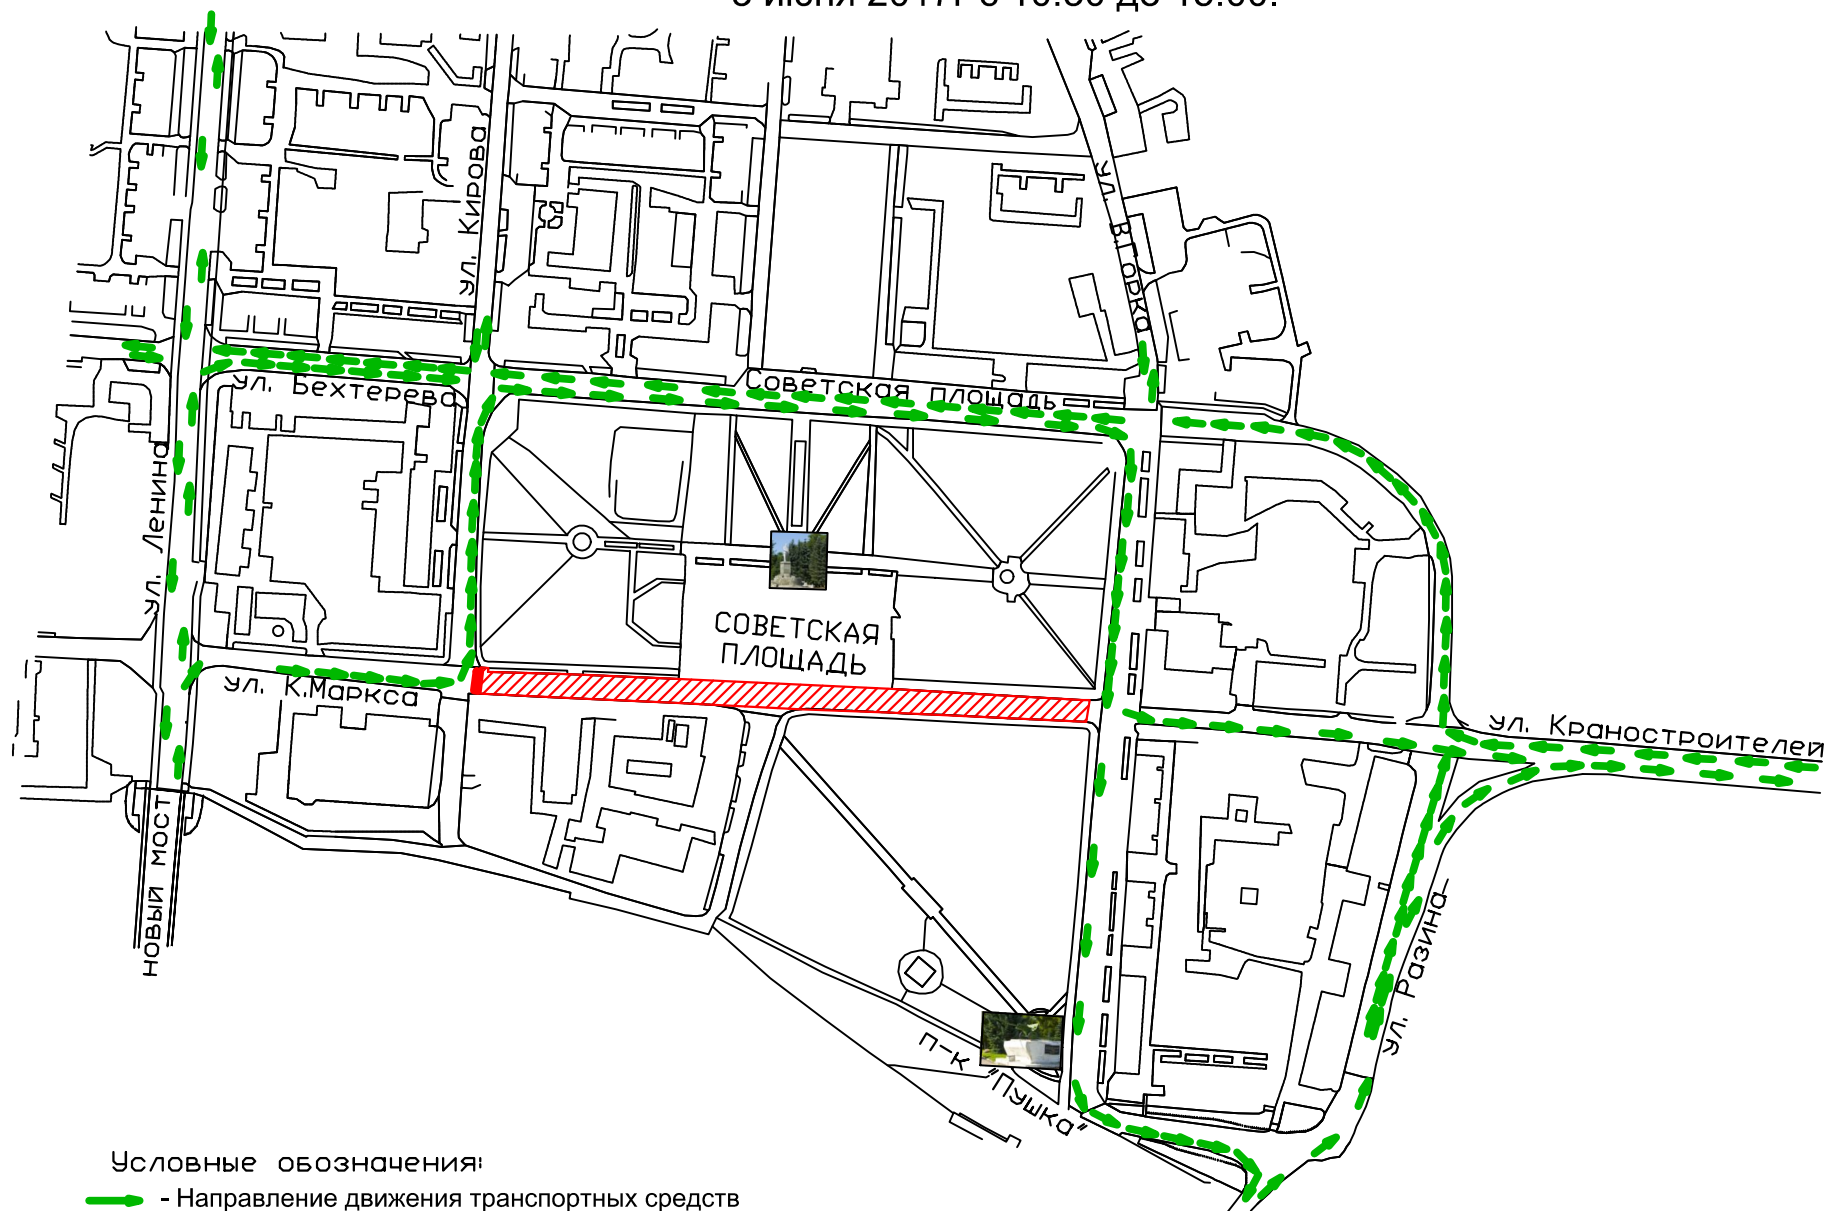 ул. Кирова
ул. В.Горка
ул. Бехтерева
Советская площадь
ул. Ленина
СОВЕТСКАЯ
ПЛОЩАДЬ
ул. К.Маркса
ул. Краностроителей
новый мост
ул. Разина
п-к "Пушка"
Условные обозначения:
- Направление движения транспортных средств